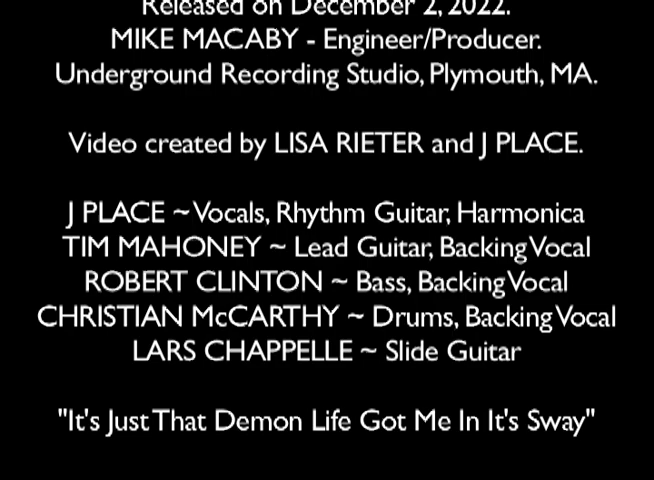 Released on December 2, 2022.
MIKE MACABY - Engineer/Producer.
Underground Recording Studio, Plymouth, MA.
Video created by LISA RIETER and J PLACE.
J PLACE ~ Vocals, Rhythm Guitar, Harmonica
TIM MAHONEY ~ Lead Guitar, Backing Vocal
ROBERT CLINTON ~ Bass, Backing Vocal
CHRISTIAN McCARTHY ~ Drums, Backing Vocal
LARS CHAPPELLE ~ Slide Guitar
"It's Just That Demon Life Got Me In It's Sway"